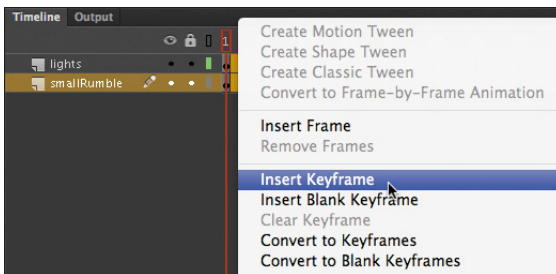 Timeline Output
1
lights
smallRumble
Create Motion Tween
Create Shape Tween
Create Classic Tween
Convert to Frame-by-Frame Animation
Insert Frame
Remove Frames
Insert Keyframe
Insert Blank Keyframe
Clear Keyframe
Convert to Keyframes
Convert to Blank Keyframes